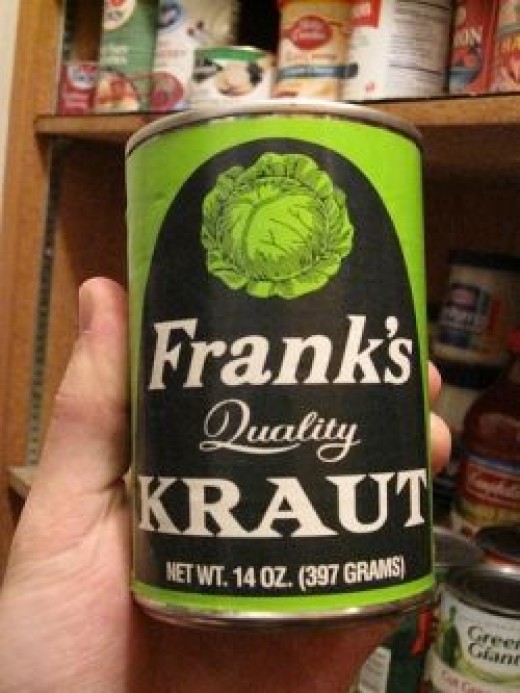 Frank's
Quality
KRAUT
NET WT. 14 OZ. (397 GRAMS)
Green
Giant